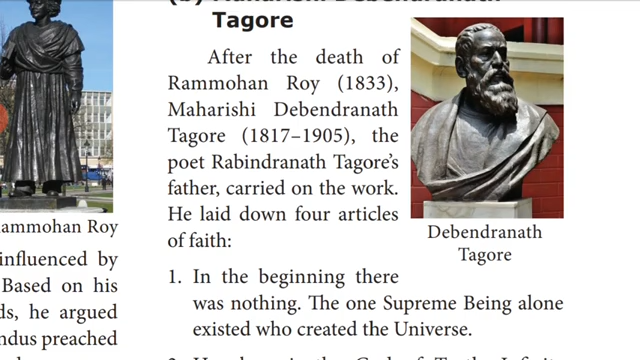 Tagore
After the death of
Rammohan Roy (1833),
Maharishi Debendranath
Tagore (1817–1905), the
poet Rabindranath Tagore's
father, carried on the work.
He laid down four articles
of faith:
1. In the beginning there
was nothing. The one Supreme Being alone
existed who created the Universe.
Debendranath
Tagore
Roy
influenced by
Based on his
he argued
preached